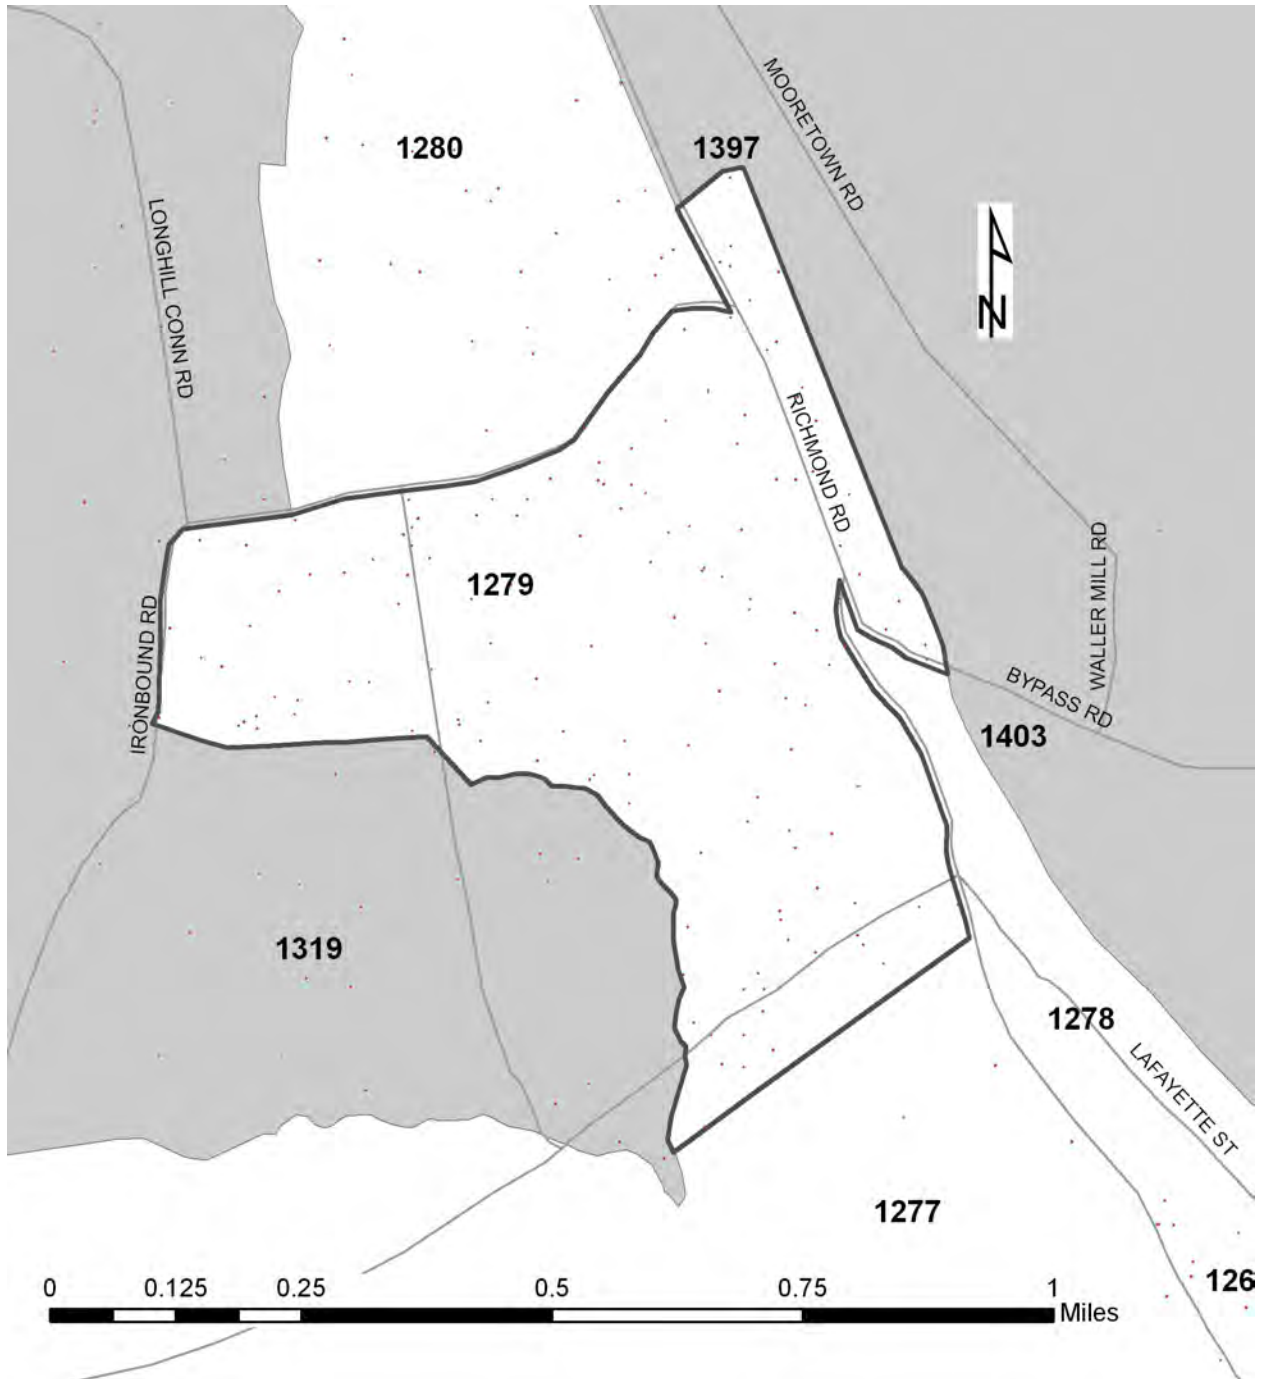 MOORETOWN RD
1280
1397
LONGHILL CONN RD
N
RICHMOND RD
WALLER MILL RD
1279
IRONBOUND RD
BYPASS RD
1403
1319
1278
LAFAYETTE ST
1277
126
0 0.125 0.25 0.5 0.75 1
Miles